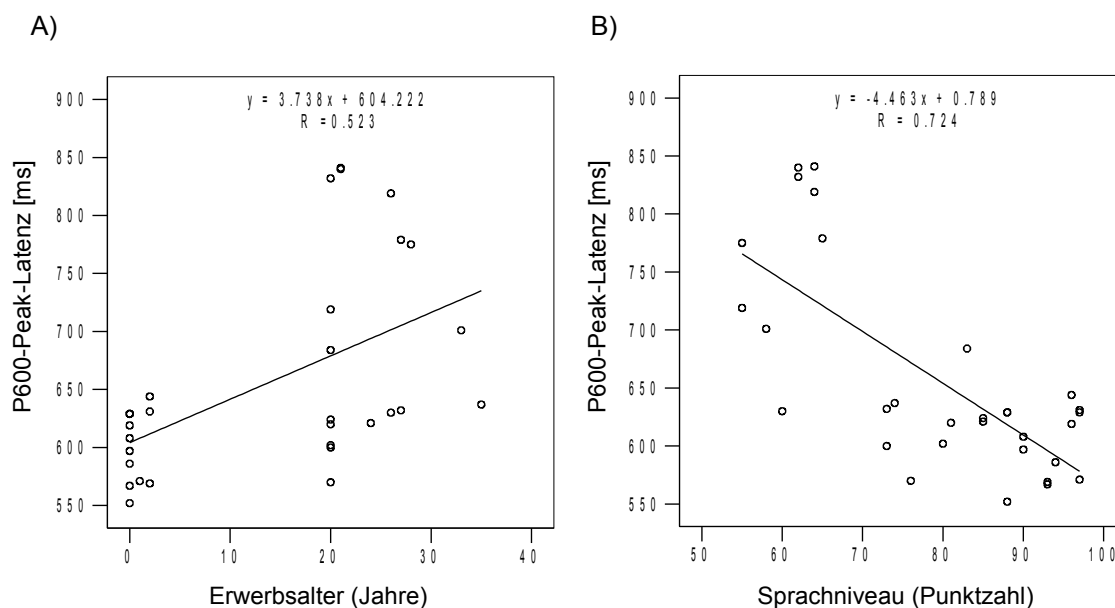 A)
P600-Peak-Latenz [ms]
900
850
800
750
700
650
600
550
y = 3.738x + 604.222
R =0.523
0 10 20 30 40
Erwerbsalter (Jahre)
B)
P600-Peak-Latenz [ms]
900
850
800
750
700
650
600
550
y = -4.463x + 0.789
R = 0.724
50 60 70 80 90 100
Sprachniveau (Punktzahl)